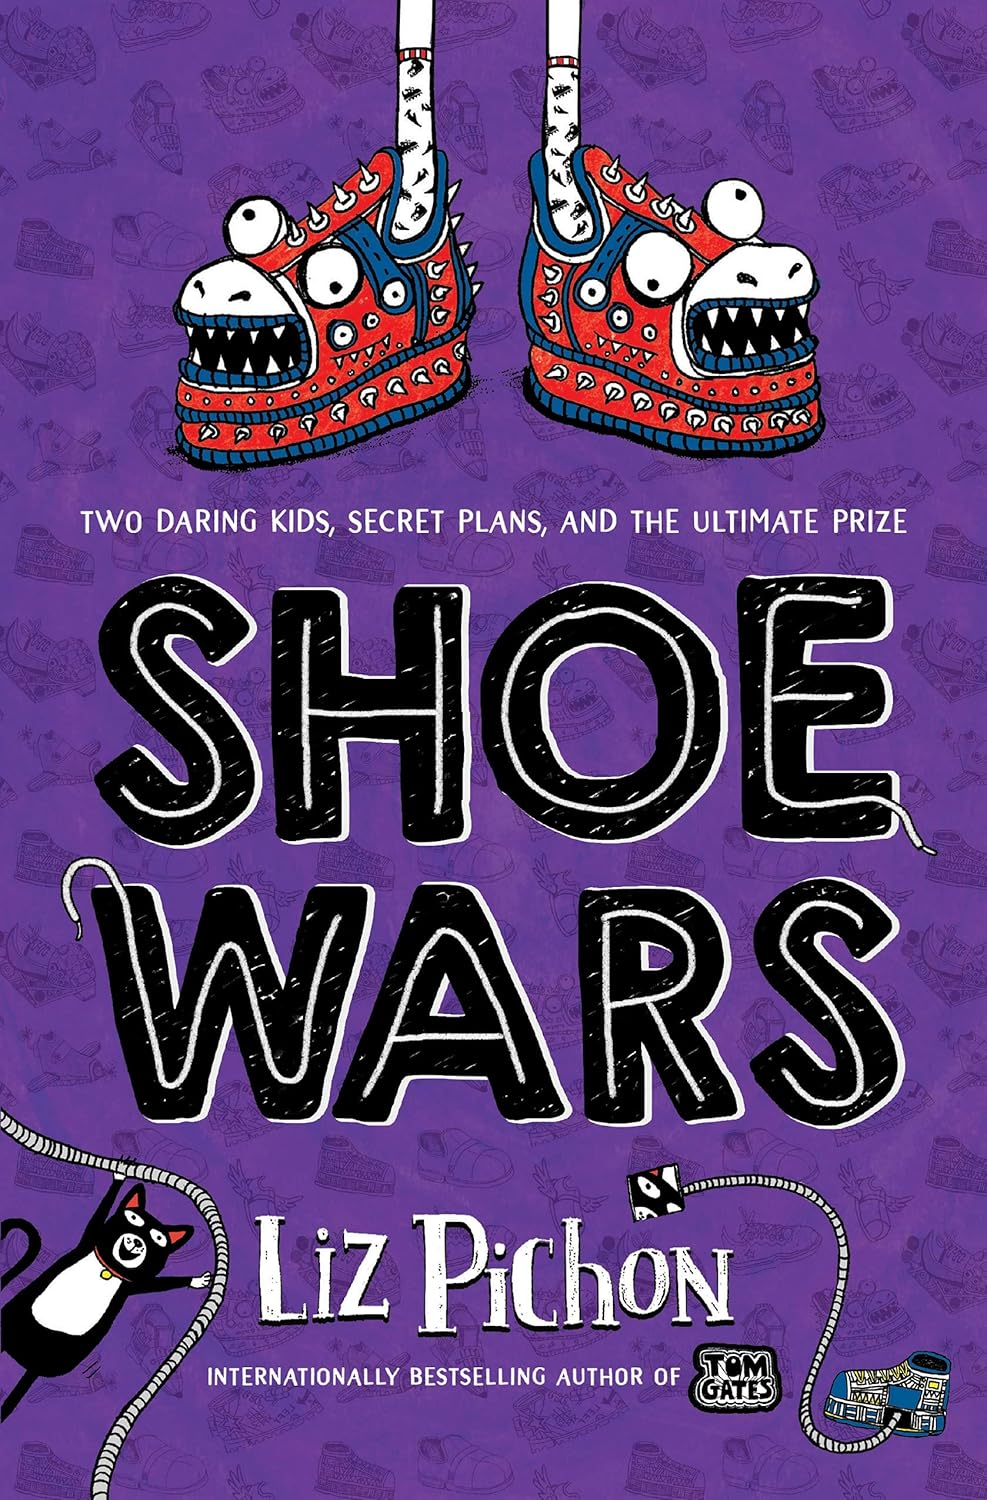 TWO DARING KIDS, SECRET PLANS, AND THE ULTIMATE PRIZE
SHOE
WARS
Liz PichoN
INTERNATIONALLY BESTSELLING AUTHOR OF TOM GATES